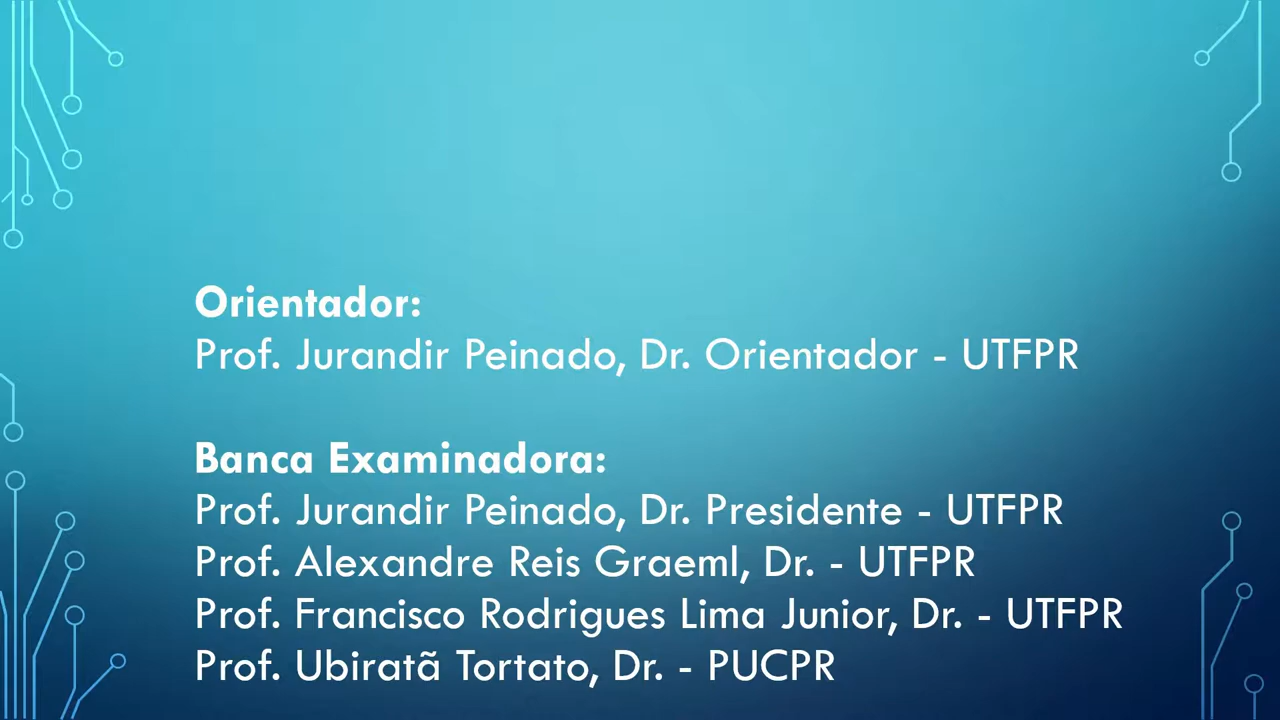 Orientador:
Prof. Jurandir Peinado, Dr. Orientador - UTFPR
Banca Examinadora:
Prof. Jurandir Peinado, Dr. Presidente - UTFPR
Prof. Alexandre Reis Graeml, Dr. - UTFPR
Prof. Francisco Rodrigues Lima Junior, Dr. - UTFPR
Prof. Ubiratã Tortato, Dr. - PUCPR